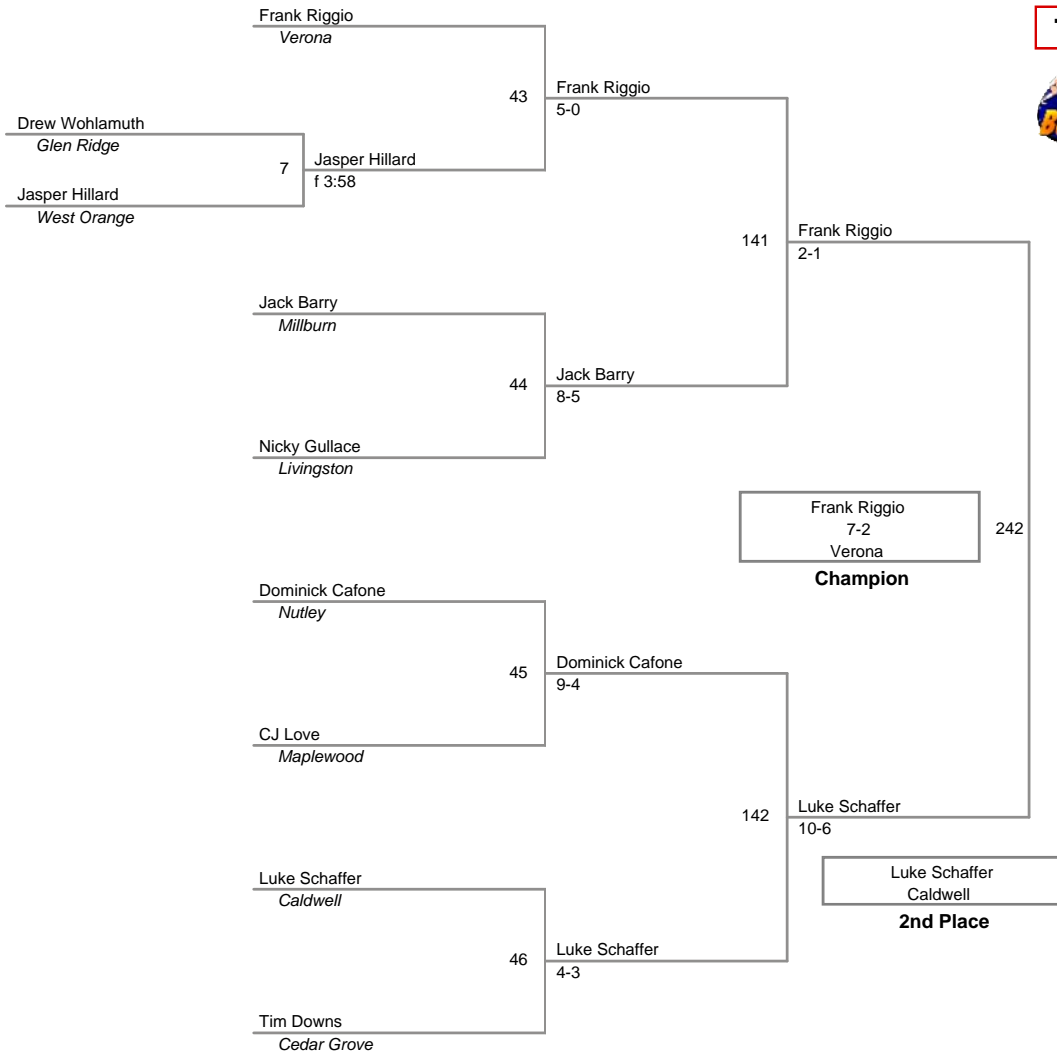 Frank Riggio
Verona
43
Frank Riggio
5-0
Drew Wohlamuth
Glen Ridge
7
Jasper Hillard
f 3:58
Jasper Hillard
West Orange
141
Frank Riggio
2-1
Jack Barry
Millburn
44
Jack Barry
8-5
Nicky Gullace
Livingston
Frank Riggio
7-2
Verona
Champion
242
Dominick Cafone
Nutley
45
Dominick Cafone
9-4
CJ Love
Maplewood
142
Luke Schaffer
10-6
Luke Schaffer
Caldwell
2nd Place
Luke Schaffer
Caldwell
46
Luke Schaffer
4-3
Tim Downs
Cedar Grove